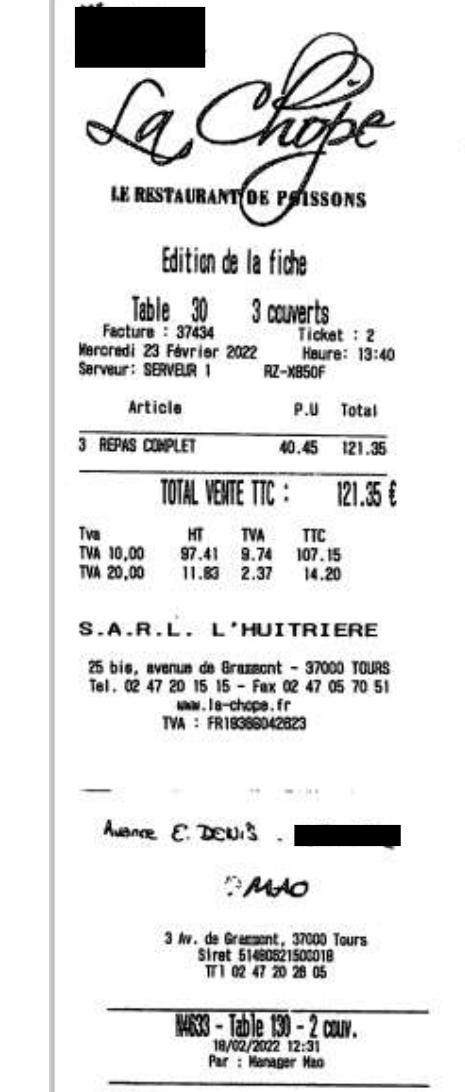 La Chope
LE RESTAURANT DE POISSONS
Edition de la fiche
Table 30 3 couverts
Facture : 37434 Ticket : 2
Mercredi 23 Février 2022 Heure: 13:40
Serveur: SERVEUR 1 RZ-X850F
Article P.U Total
3 REPAS COMPLET 40.45 121.35
TOTAL VENTE TTC : 121.35 €
Tva HT TVA TTC
TVA 10,00 97.41 9.74 107.15
TVA 20,00 11.83 2.37 14.20
S.A.R.L. L'HUITRIERE
25 bis, avenue de Grammont - 37000 TOURS
Tel. 02 47 20 15 15 - Fax 02 47 05 70 51
www.la-chope.fr
TVA : FR19386042623
Avance E. DENIS .
MAO
3 Av. de Grammont, 37000 Tours
Siret 51480821500018
02 47 20 28 05
N4633 - Table 130 - 2 couv.
18/02/2022 12:31
Par : Manager Mao